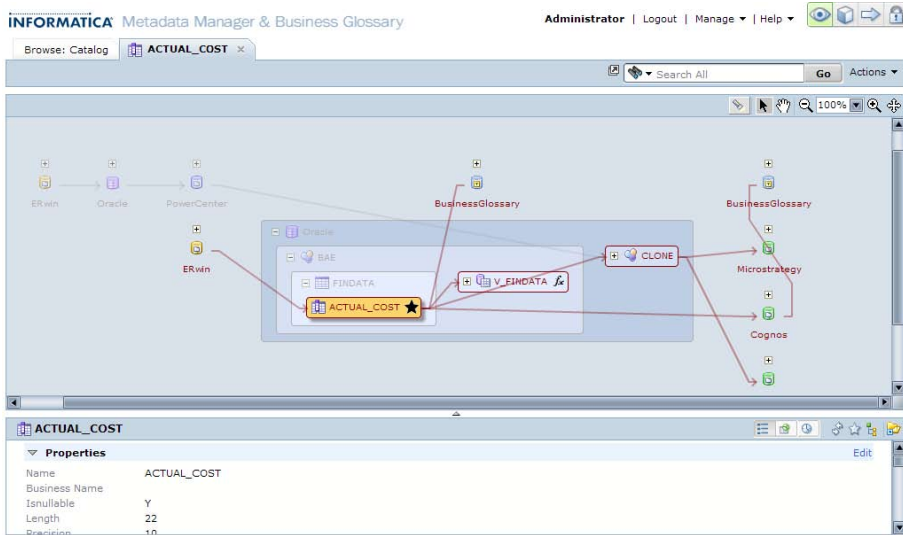 INFORMATICA Metadata Manager & Business Glossary
Administrator | Logout | Manage | Help
Browse: Catalog
ACTUAL_COST ×
Search All
Go
Actions
100%
ERwin
Oracle
PowerCenter
BusinessGlossary
BusinessGlossary
ERwin
Oracle
BAE
CLONE
Microstrategy
FINDATA
V_FINDATA fx
ACTUAL_COST
Cognos
ACTUAL_COST
Properties
Edit
Name ACTUAL_COST
Business Name
Isnullable Y
Length 22
Precision 10